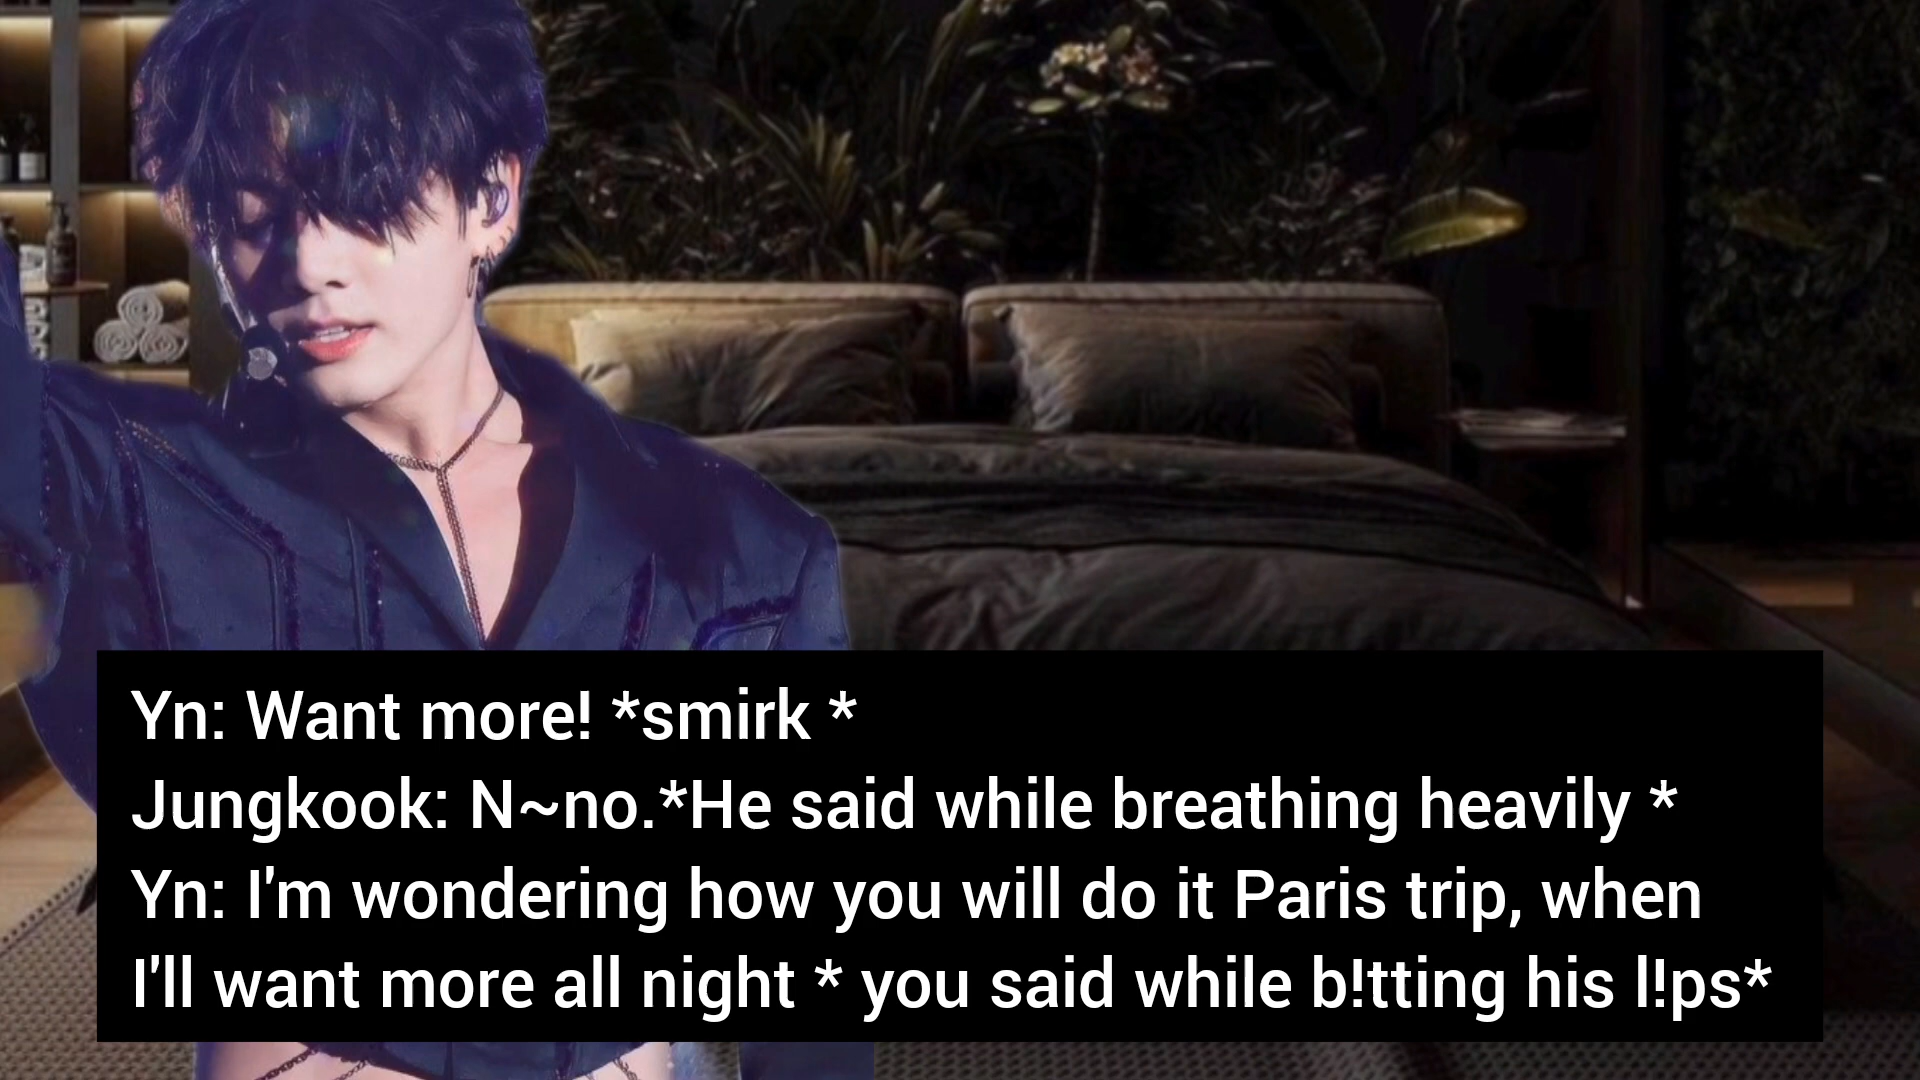 Yn: Want more! *smirk *
Jungkook: N~no.*He said while breathing heavily *
Yn: I'm wondering how you will do it Paris trip, when
I'll want more all night * you said while b!tting his l!ps*